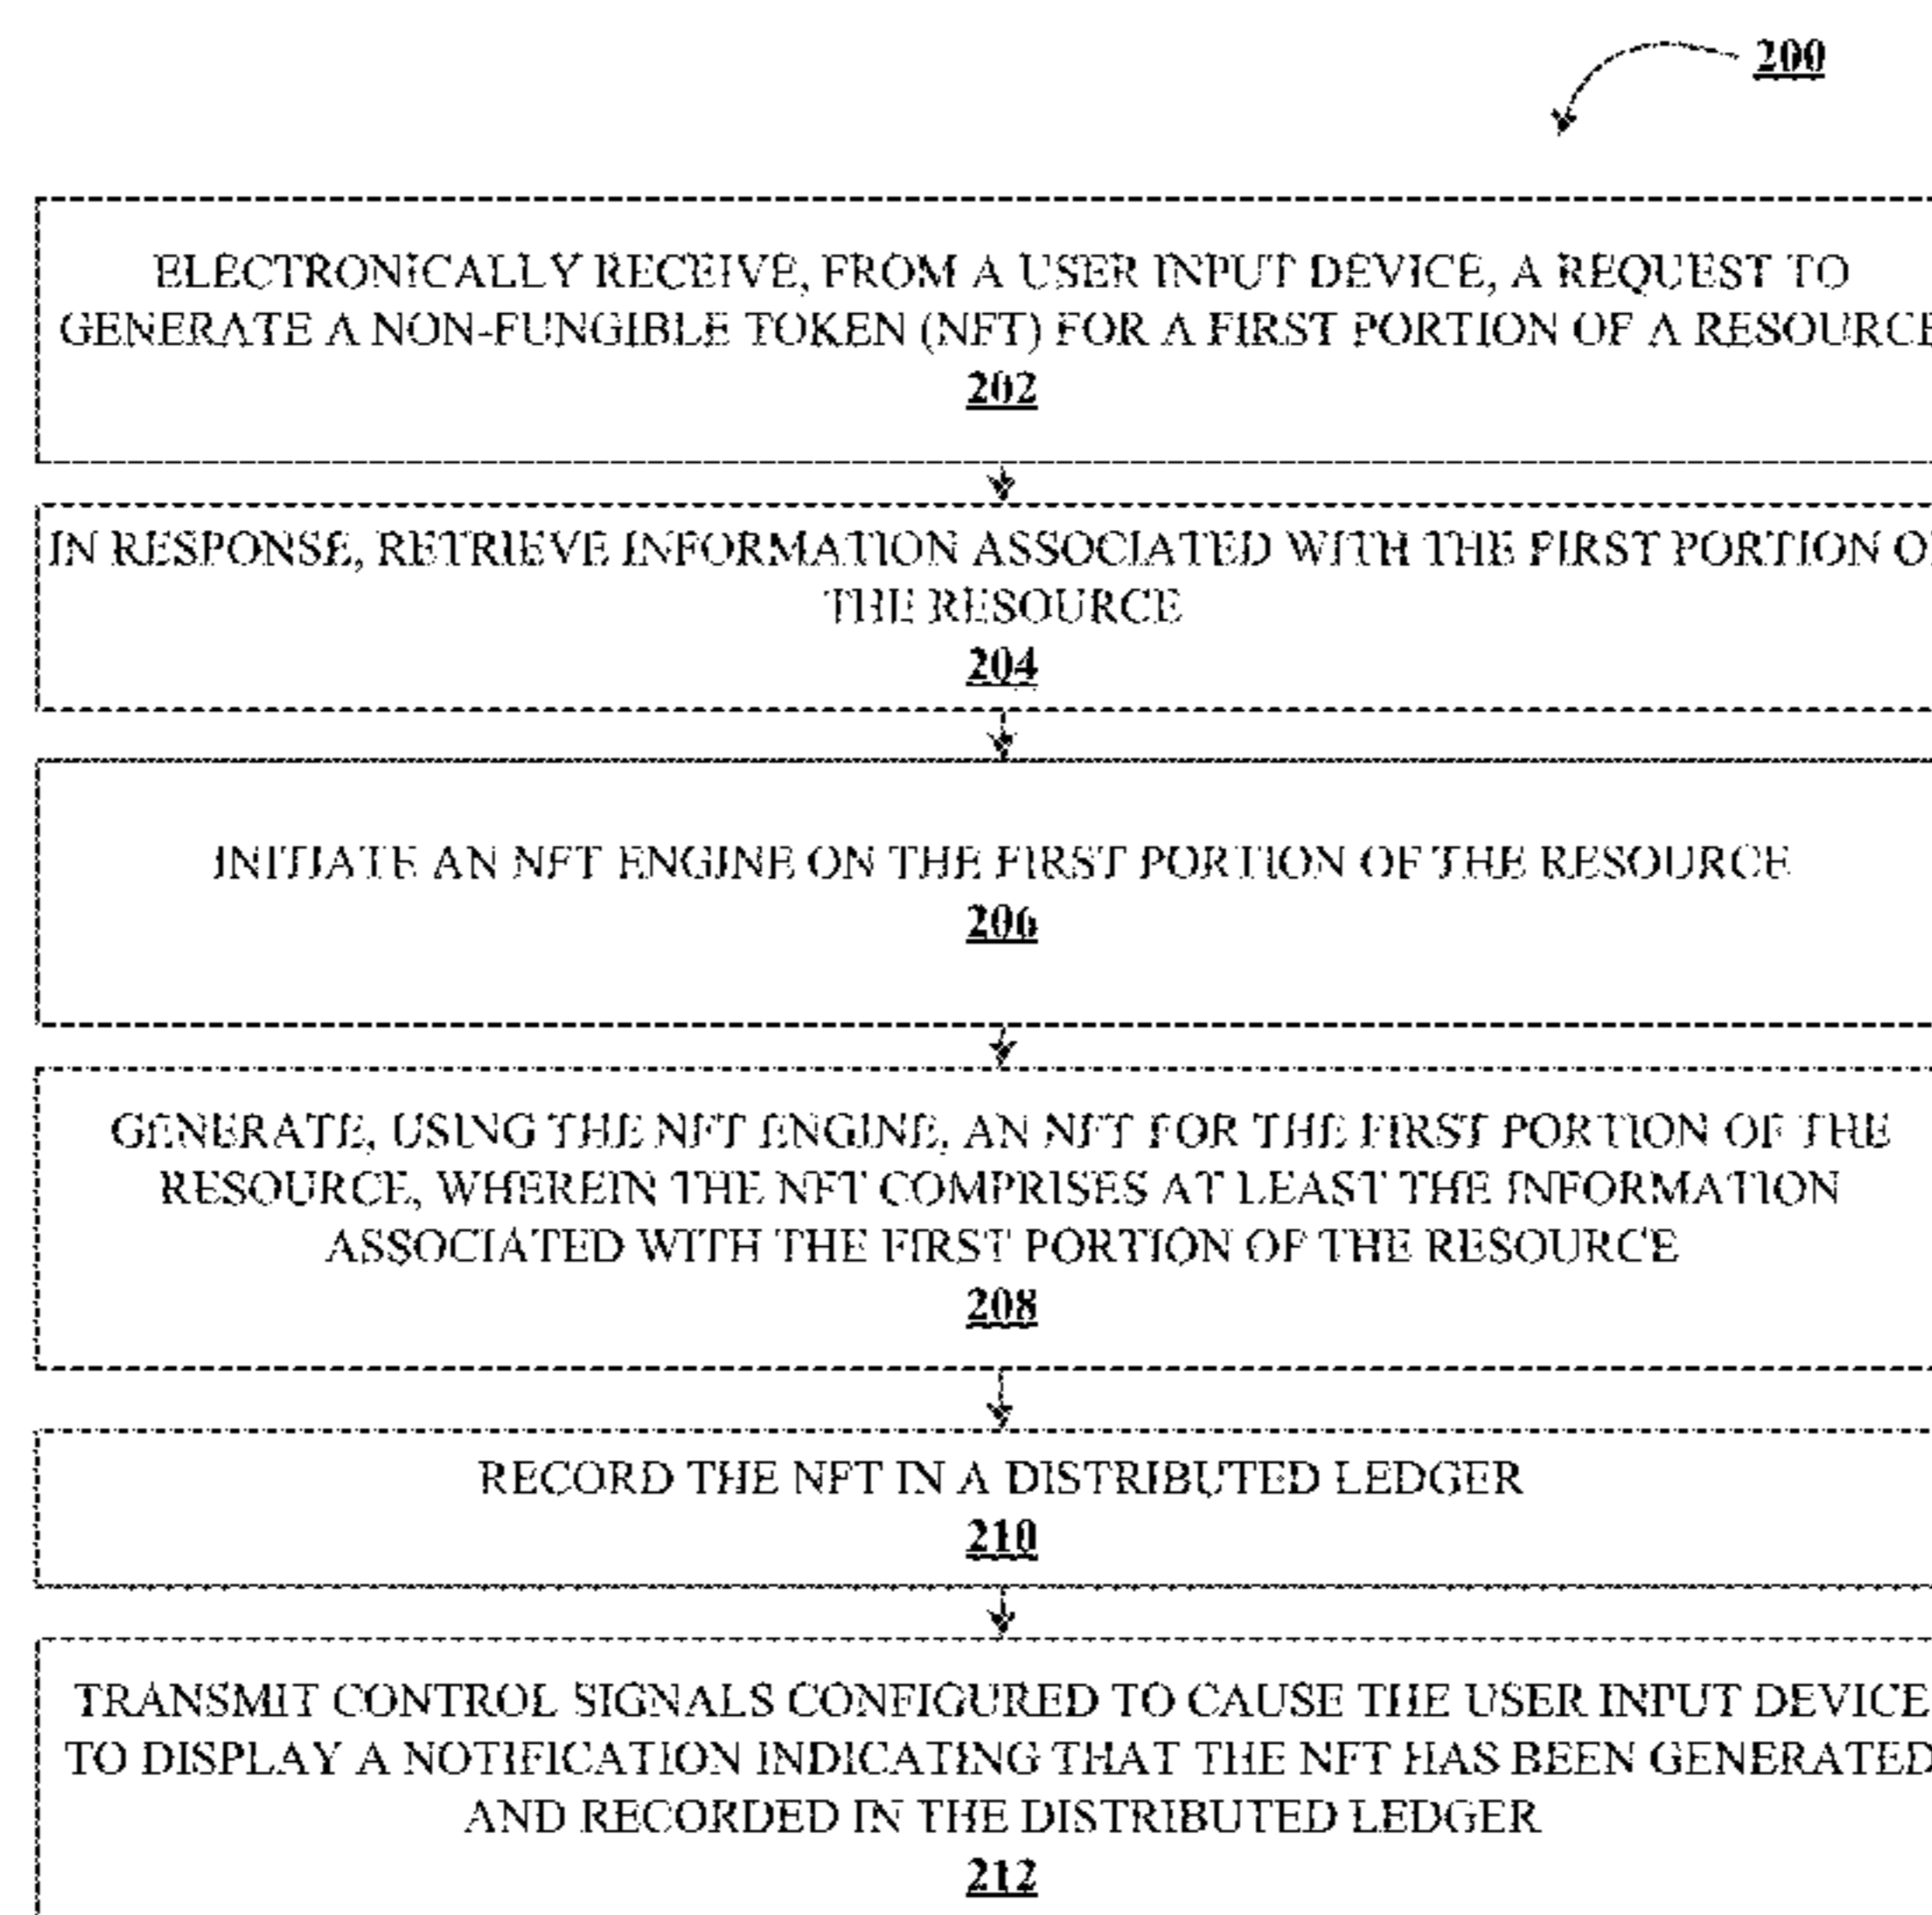 200
ELECTRONICALLY RECEIVE, FROM A USER INPUT DEVICE, A REQUEST TO
GENERATE A NON-FUNGIBLE TOKEN (NFT) FOR A FIRST PORTION OF A RESOURCE
202
IN RESPONSE, RETRIEVE INFORMATION ASSOCIATED WITH THE FIRST PORTION OF
THE RESOURCE
204
INITIATE AN NFT ENGINE ON THE FIRST PORTION OF THE RESOURCE
206
GENERATE, USING THE NFT ENGINE, AN NFT FOR THE FIRST PORTION OF THE
RESOURCE, WHEREIN THE NFT COMPRISES AT LEAST THE INFORMATION
ASSOCIATED WITH THE FIRST PORTION OF THE RESOURCE
208
RECORD THE NFT IN A DISTRIBUTED LEDGER
210
TRANSMIT CONTROL SIGNALS CONFIGURED TO CAUSE THE USER INPUT DEVICE
TO DISPLAY A NOTIFICATION INDICATING THAT THE NFT HAS BEEN GENERATED
AND RECORDED IN THE DISTRIBUTED LEDGER
212